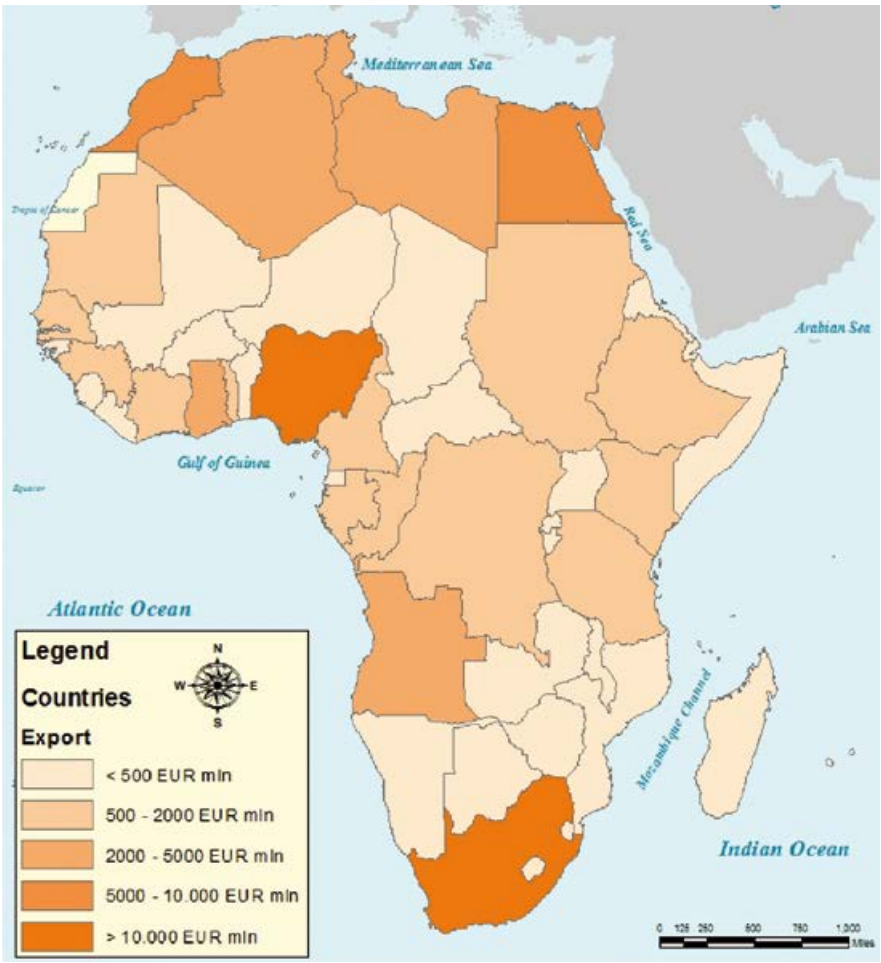 Mediterranean Sea
Tropic of Cancer
Red Sea
Arabian Sea
Gulf of Guinea
Equator
Atlantic Ocean
Mozambique Channel
Indian Ocean
Legend
N
W
E
S
Countries
Export
< 500 EUR mln
500 - 2000 EUR mln
2000 - 5000 EUR mln
5000 - 10.000 EUR mln
> 10.000 EUR mln
0 125 250 500 750 1,000
Miles